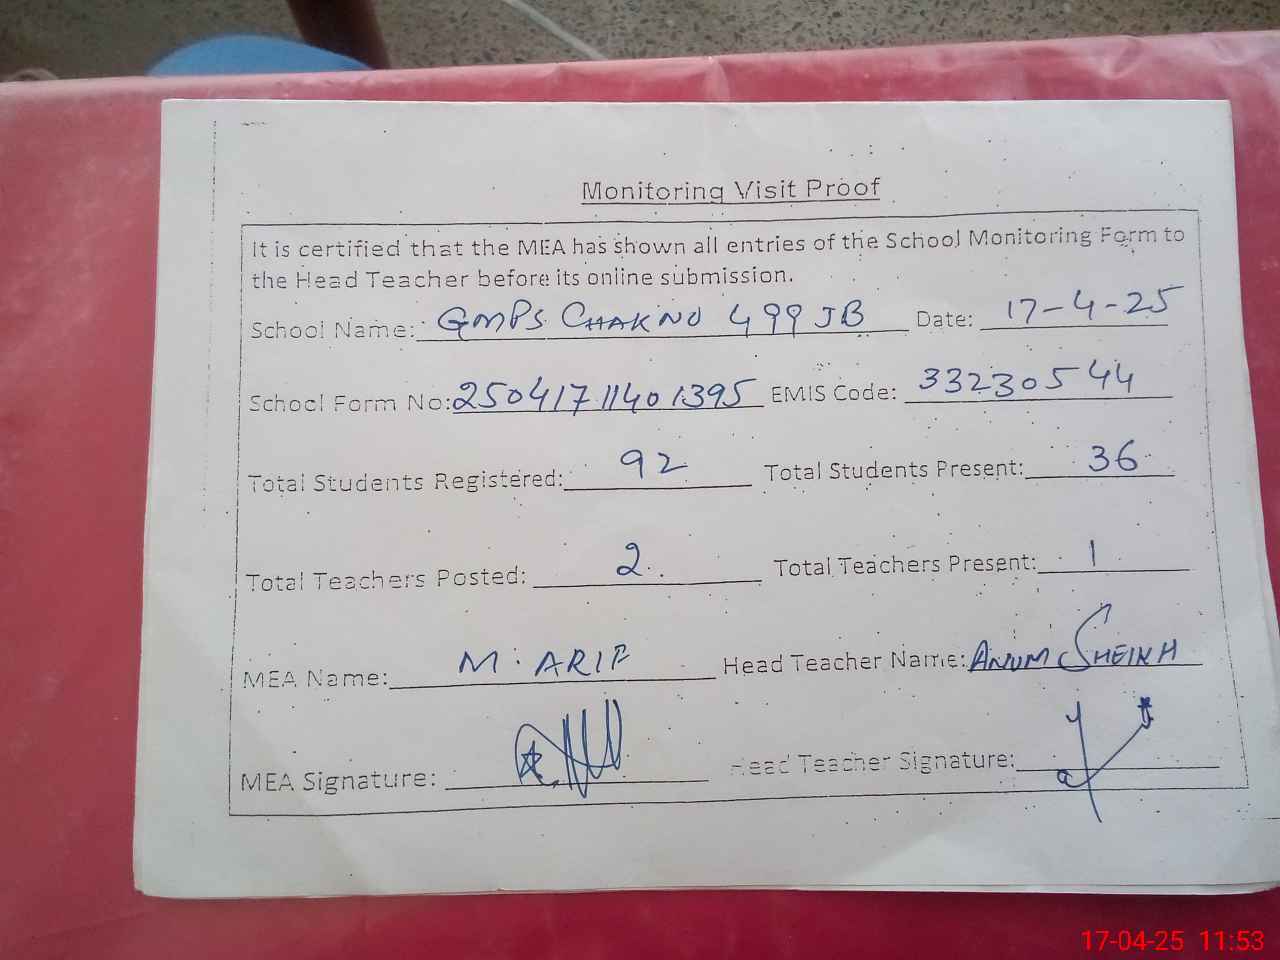 Monitoring Visit Proof
It is certified that the MEA has shown all entries of the School Monitoring Form to
the Head Teacher before its online submission.
School Name: GMPS CHAK NO 499 JB Date: 17-4-25
School Form No: 25041711401395 EMIS Code: 33230544
Total Students Registered: 92 Total Students Present: 36
Total Teachers Posted: 2 Total Teachers Present: 1
MEA Name: M. ARIF Head Teacher Name: ANUM SHEIKH
MEA Signature: Head Teacher Signature:
17-04-25 11:53